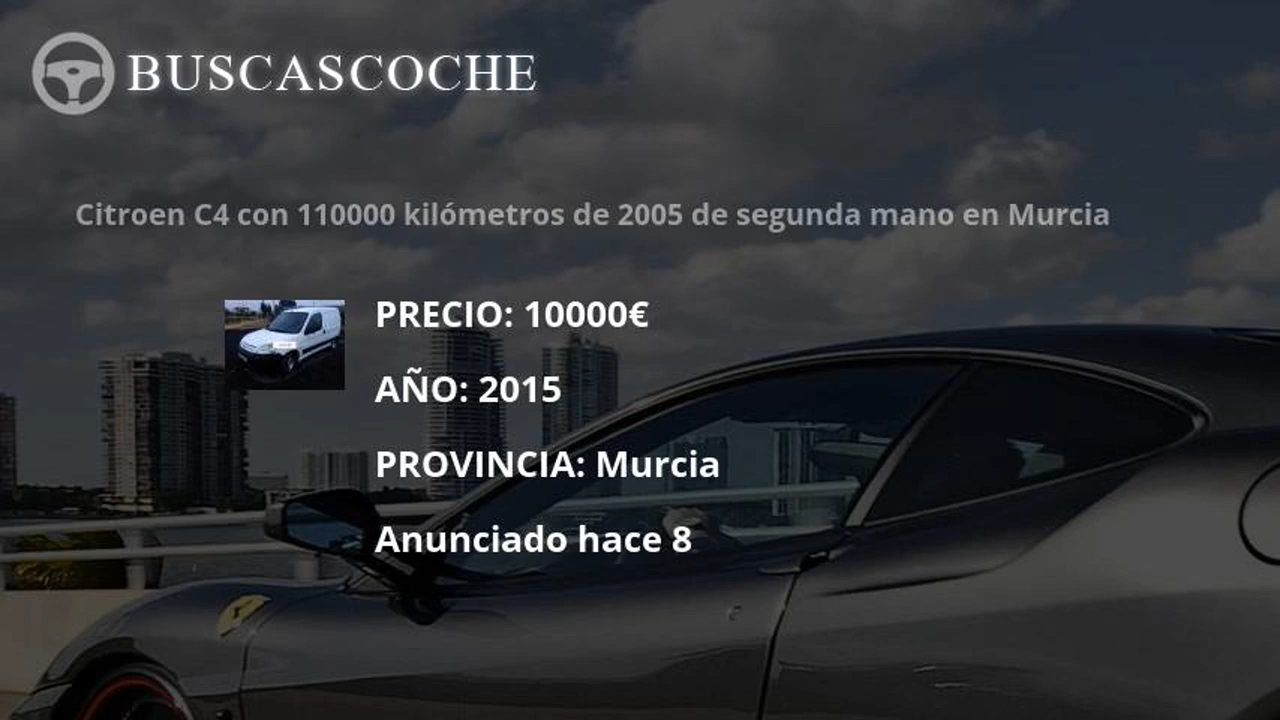 BUSCASCOCHE
Citroen C4 con 110000 kilómetros de 2005 de segunda mano en Murcia
PRECIO: 10000€
AÑO: 2015
PROVINCIA: Murcia
Anunciado hace 8